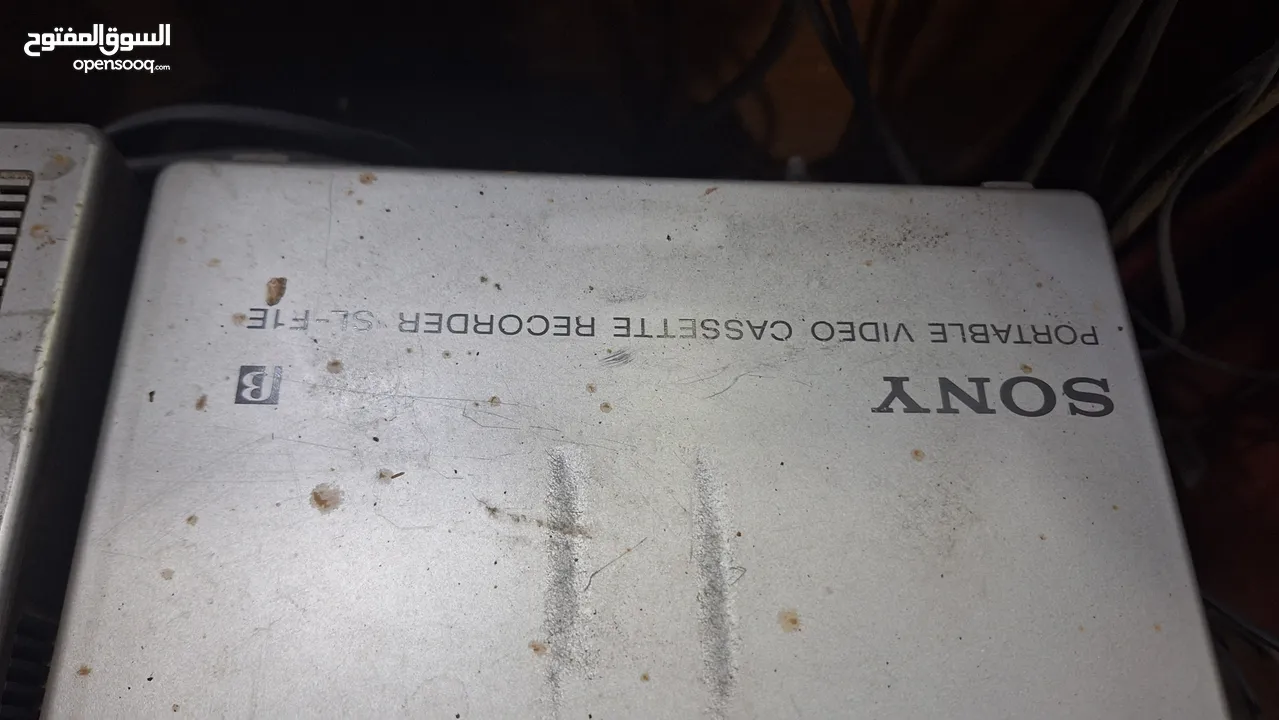 السوق المفتوح
opensooq.com
SONY
B
PORTABLE VIDEO CASSETTE RECORDER SL-F1E